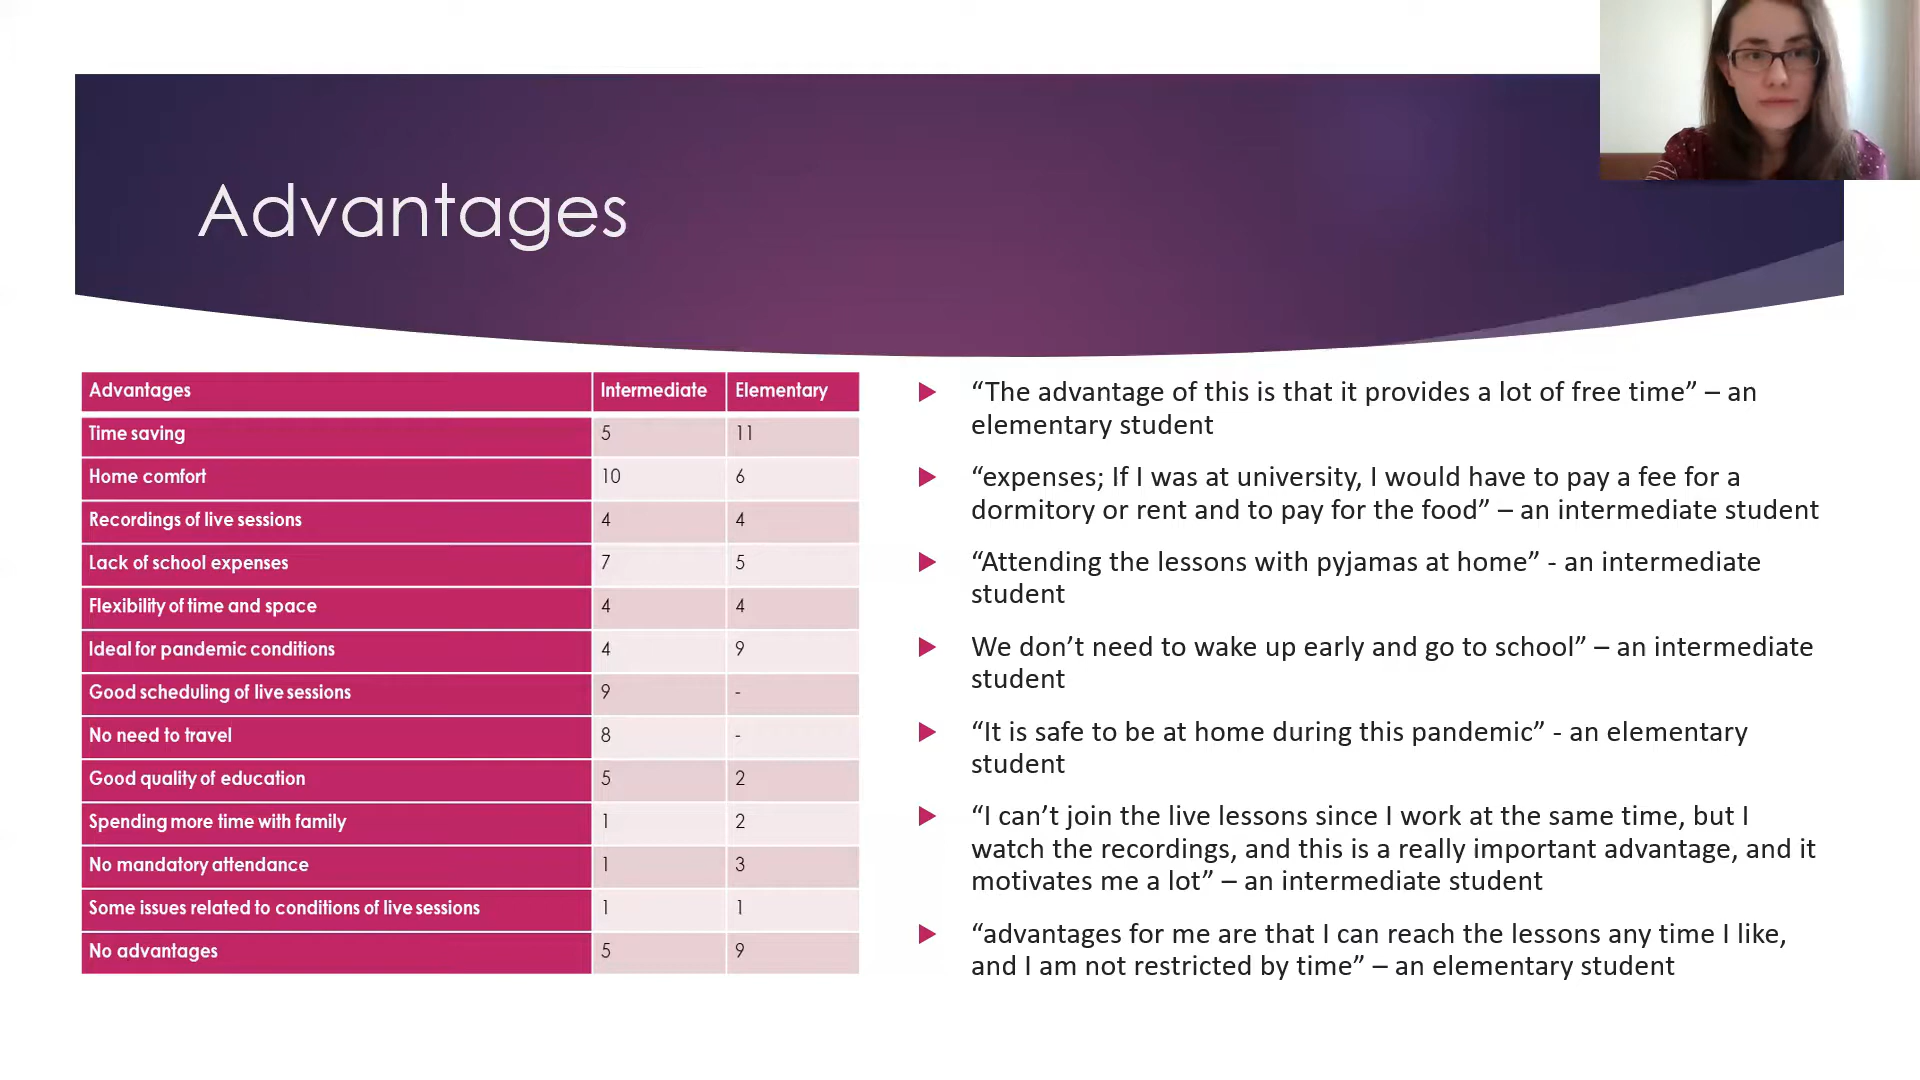 Advantages
Advantages Intermediate Elementary
Time saving 5 11
Home comfort 10 6
Recordings of live sessions 4 4
Lack of school expenses 7 5
Flexibility of time and space 4 4
Ideal for pandemic conditions 4 9
Good scheduling of live sessions 9 -
No need to travel 8 -
Good quality of education 5 2
Spending more time with family 1 2
No mandatory attendance 1 3
Some issues related to conditions of live sessions 1 1
No advantages 5 9
“The advantage of this is that it provides a lot of free time” – an
elementary student
“expenses; If I was at university, I would have to pay a fee for a
dormitory or rent and to pay for the food” – an intermediate student
“Attending the lessons with pyjamas at home” - an intermediate
student
We don’t need to wake up early and go to school” – an intermediate
student
“It is safe to be at home during this pandemic” - an elementary
student
“I can’t join the live lessons since I work at the same time, but I
watch the recordings, and this is a really important advantage, and it
motivates me a lot” – an intermediate student
“advantages for me are that I can reach the lessons any time I like,
and I am not restricted by time” – an elementary student